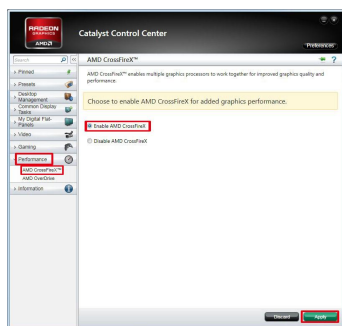 RADEON
GRAPHICS
AMD
Catalyst Control Center
Preferences
Search
AMD CrossFireX™
Pinned
AMD CrossFireX™ enables multiple graphics processors to work together for improved graphics quality and
performance.
Presets
Desktop
Management
Choose to enable AMD CrossFireX for added graphics performance.
Common Display
Tasks
My Digital Flat-
Panels
Enable AMD CrossFireX
Video
Disable AMD CrossFireX
Gaming
Performance
AMD CrossFireX™
AMD OverDrive
Information
Discard
Apply